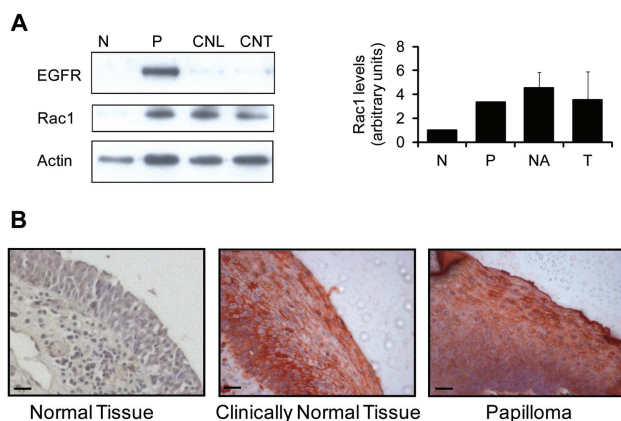 A
N P CNL CNT
EGFR
Rac1
Actin
Rac1 levels
(arbitrary units)
8
6
4
2
0
N P NA T
B
Normal Tissue
Clinically Normal Tissue
Papilloma